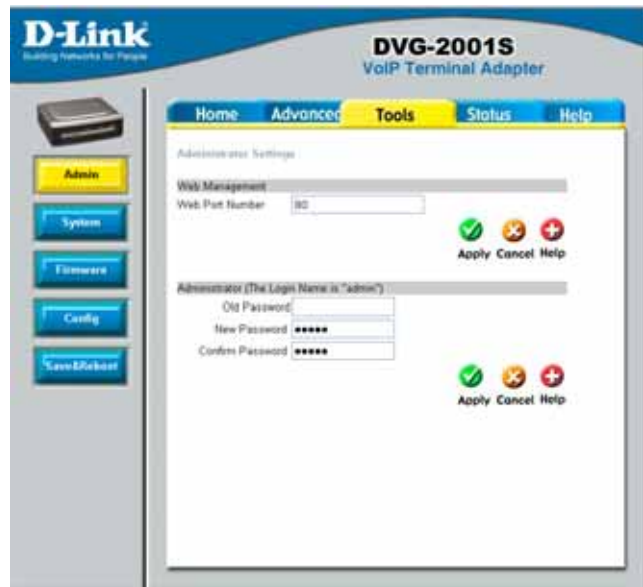 D-Link
Building Networks for People
DVG-2001S
VoIP Terminal Adapter
Home Advanced Tools Status Help
Admin
System
Firmware
Config
Save&Reboot
Administrator Settings
Web Management
Web Port Number 80
Apply Cancel Help
Administrator (The Login Name is "admin")
Old Password
New Password •••••
Confirm Password •••••
Apply Cancel Help